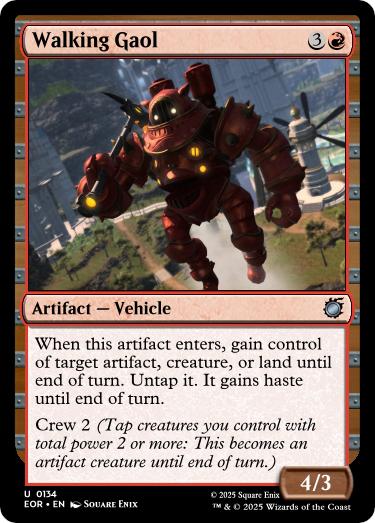 Walking Gaol 3
Artifact — Vehicle
When this artifact enters, gain control
of target artifact, creature, or land until
end of turn. Untap it. It gains haste
until end of turn.
Crew 2 (Tap creatures you control with
total power 2 or more: This becomes an
artifact creature until end of turn.)
4/3
U 0134
EOR • EN SQUARE ENIX
© 2025 Square Enix
™ & © 2025 Wizards of the Coast